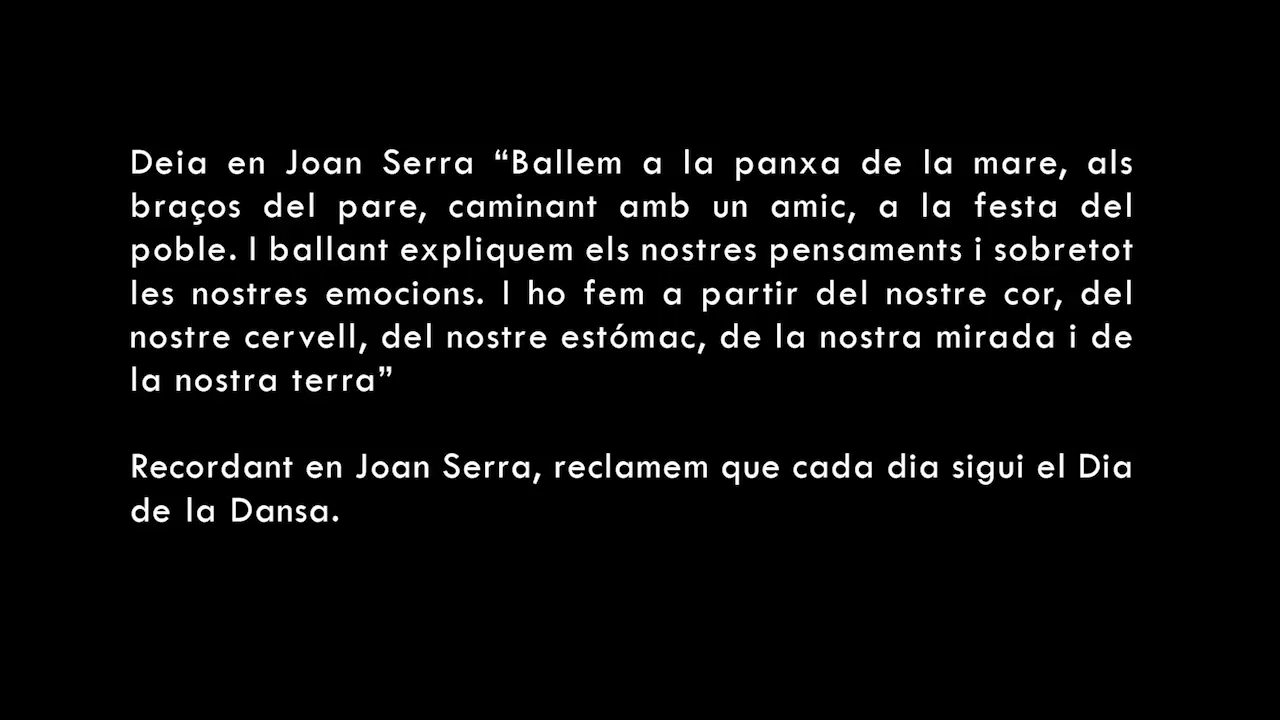 Deia en Joan Serra “Ballem a la panxa de la mare, als
braços del pare, caminant amb un amic, a la festa del
poble. I ballant expliquem els nostres pensaments i sobretot
les nostres emocions. I ho fem a partir del nostre cor, del
nostre cervell, del nostre estómac, de la nostra mirada i de
la nostra terra”
Recordant en Joan Serra, reclamem que cada dia sigui el Dia
de la Dansa.